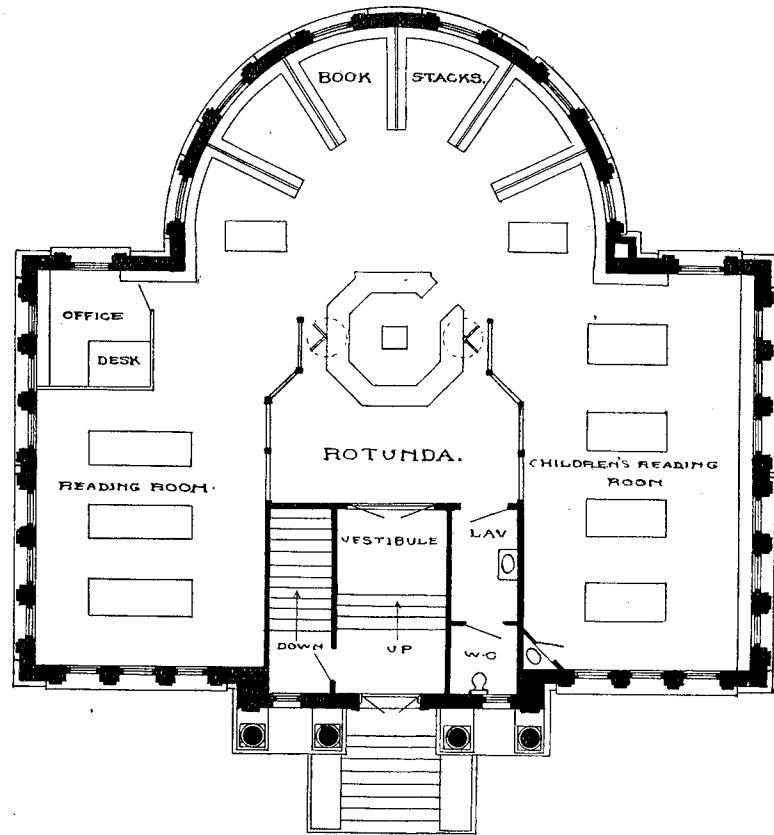 BOOK STACKS.
OFFICE
DESK
ROTUNDA.
READING ROOM.
CHILDREN'S READING
ROOM
VESTIBULE
LAV
DOWN
UP
W.C